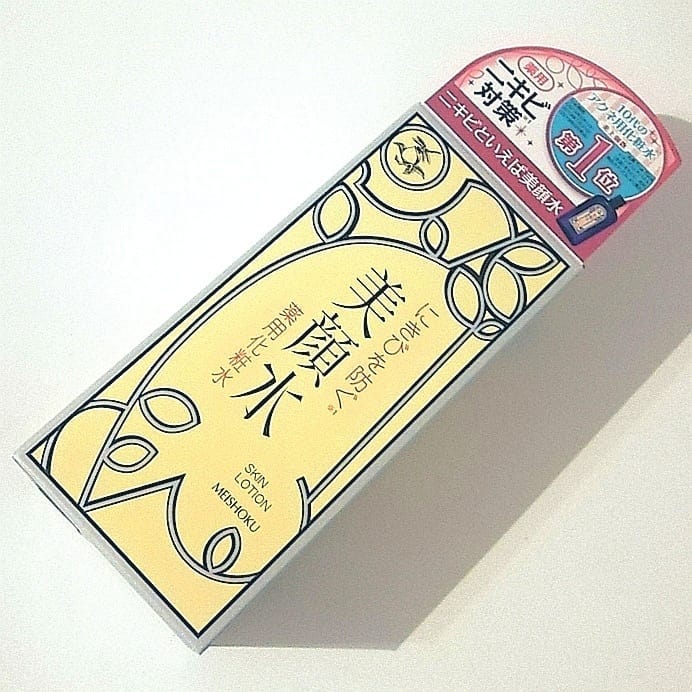 薬用
ニキビ
対策
10代の
アクネ用化粧水
第1位
ニキビといえば美顔水
にきびを防ぐ
美顔水
薬用化粧水
SKIN
LOTION
MEISHOKU